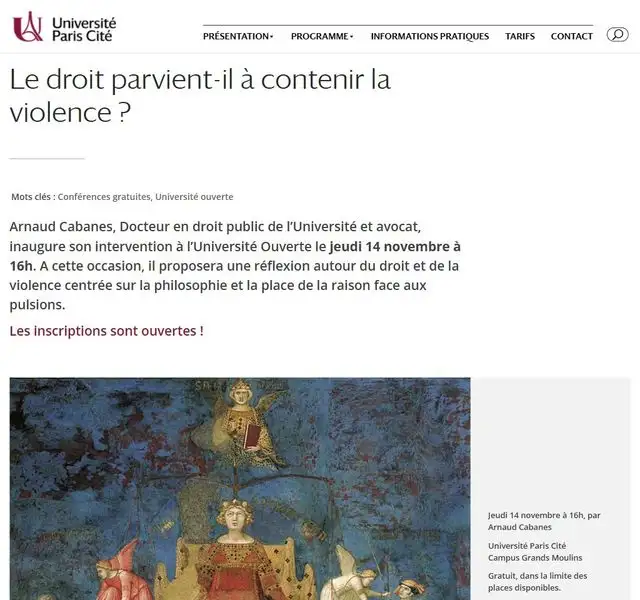 Université
Paris Cité
PRÉSENTATION
PROGRAMME
INFORMATIONS PRATIQUES
TARIFS
CONTACT
Le droit parvient-il à contenir la
violence ?
Mots clés : Conférences gratuites, Université ouverte
Arnaud Cabanes, Docteur en droit public de l’Université et avocat,
inaugure son intervention à l’Université Ouverte le jeudi 14 novembre à
16h. A cette occasion, il proposera une réflexion autour du droit et de la
violence centrée sur la philosophie et la place de la raison face aux
pulsions.
Les inscriptions sont ouvertes !
Jeudi 14 novembre à 16h, par
Arnaud Cabanes
Université Paris Cité
Campus Grands Moulins
Gratuit, dans la limite des
places disponibles.